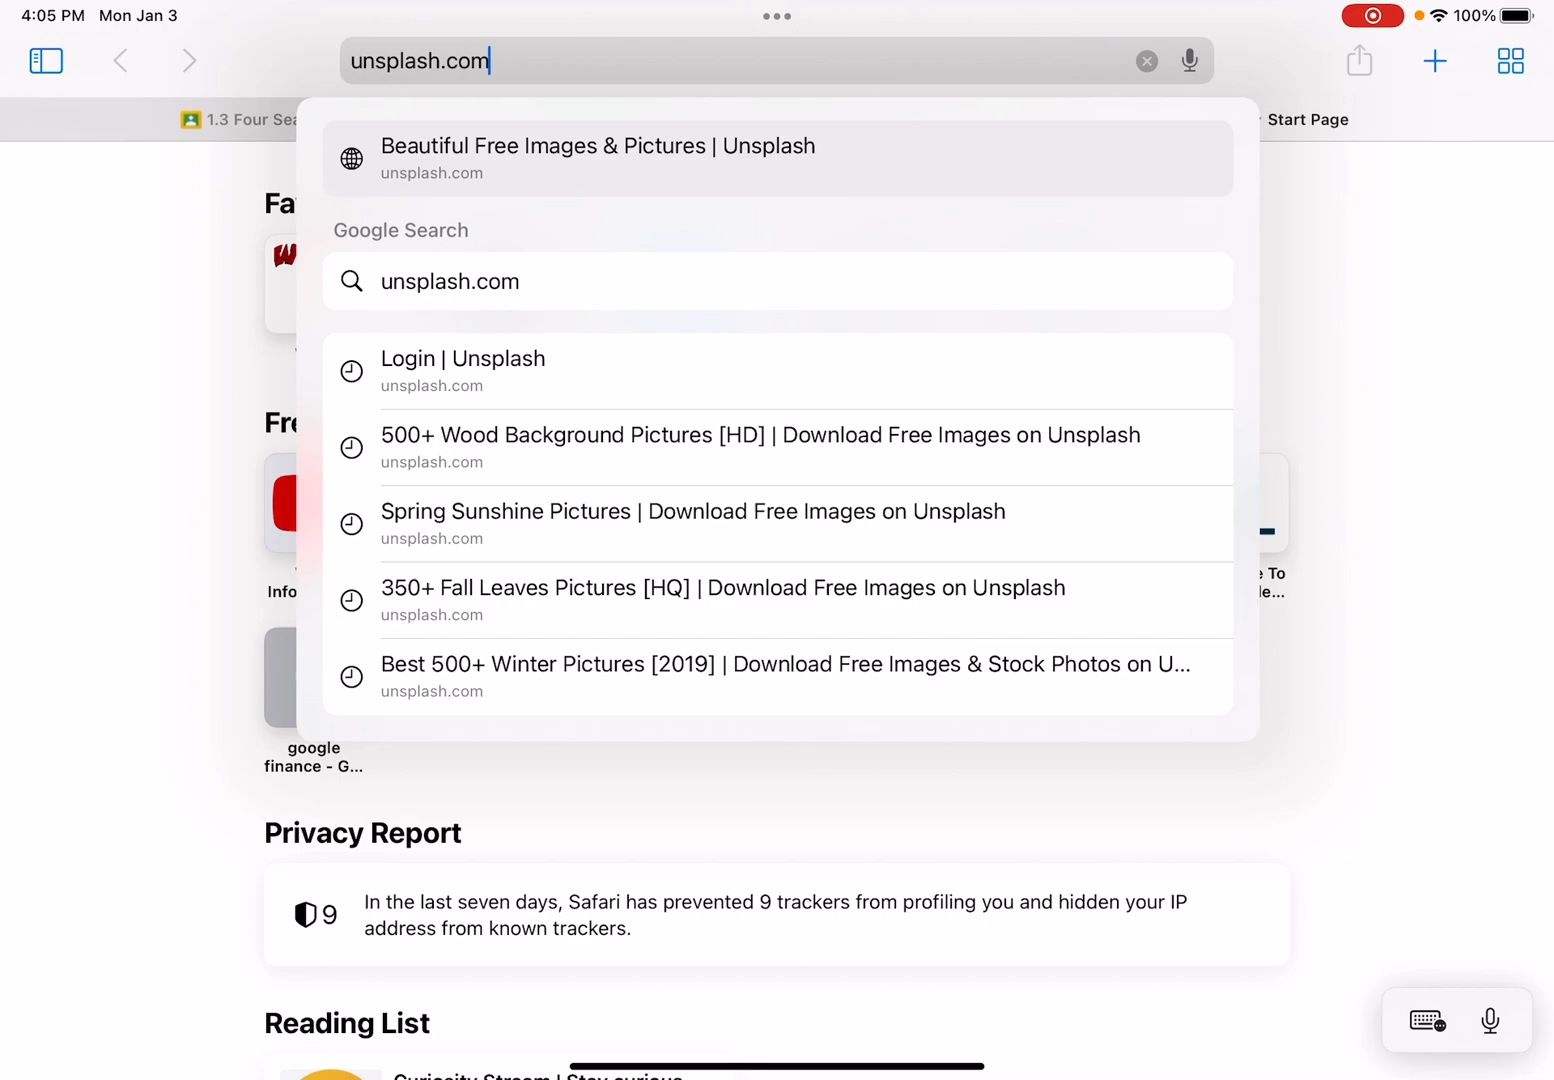 4:05 PM Mon Jan 3
100%
unsplash.com
1.3 Four Sea
Start Page
Beautiful Free Images & Pictures | Unsplash
unsplash.com
Fa
Google Search
unsplash.com
Login | Unsplash
unsplash.com
Fre
500+ Wood Background Pictures [HD] | Download Free Images on Unsplash
unsplash.com
Spring Sunshine Pictures | Download Free Images on Unsplash
unsplash.com
e To
Info
le...
350+ Fall Leaves Pictures [HQ] | Download Free Images on Unsplash
unsplash.com
Best 500+ Winter Pictures [2019] | Download Free Images & Stock Photos on U...
unsplash.com
google
finance - G...
Privacy Report
9
In the last seven days, Safari has prevented 9 trackers from profiling you and hidden your IP
address from known trackers.
Reading List
Curiosity Stream | Stay curious